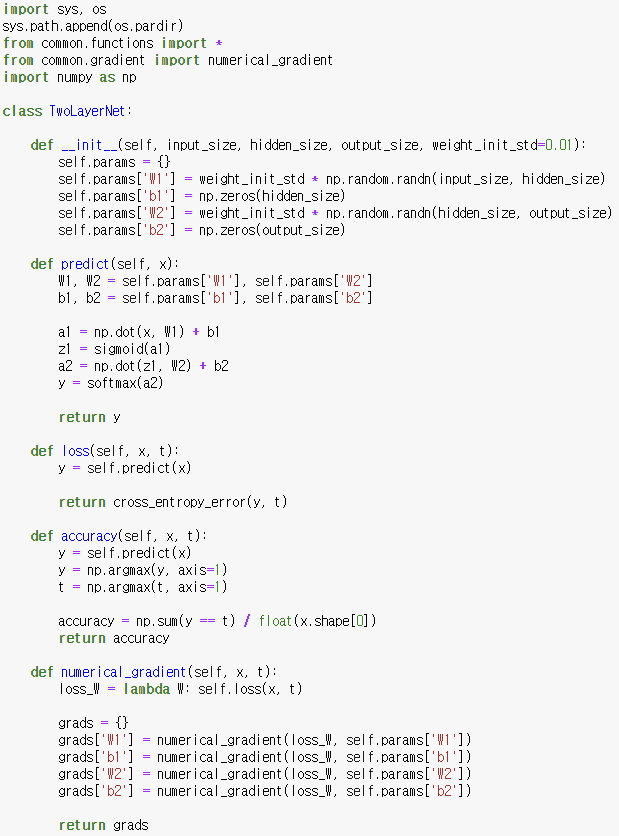 import sys, os
sys.path.append(os.pardir)
from common.functions import *
from common.gradient import numerical_gradient
import numpy as np

class TwoLayerNet:

    def __init__(self, input_size, hidden_size, output_size, weight_init_std=0.01):
        self.params = {}
        self.params['W1'] = weight_init_std * np.random.randn(input_size, hidden_size)
        self.params['b1'] = np.zeros(hidden_size)
        self.params['W2'] = weight_init_std * np.random.randn(hidden_size, output_size)
        self.params['b2'] = np.zeros(output_size)

    def predict(self, x):
        W1, W2 = self.params['W1'], self.params['W2']
        b1, b2 = self.params['b1'], self.params['b2']

        a1 = np.dot(x, W1) + b1
        z1 = sigmoid(a1)
        a2 = np.dot(z1, W2) + b2
        y = softmax(a2)

        return y

    def loss(self, x, t):
        y = self.predict(x)

        return cross_entropy_error(y, t)

    def accuracy(self, x, t):
        y = self.predict(x)
        y = np.argmax(y, axis=1)
        t = np.argmax(t, axis=1)

        accuracy = np.sum(y == t) / float(x.shape[0])
        return accuracy

    def numerical_gradient(self, x, t):
        loss_W = lambda W: self.loss(x, t)

        grads = {}
        grads['W1'] = numerical_gradient(loss_W, self.params['W1'])
        grads['b1'] = numerical_gradient(loss_W, self.params['b1'])
        grads['W2'] = numerical_gradient(loss_W, self.params['W2'])
        grads['b2'] = numerical_gradient(loss_W, self.params['b2'])

        return grads